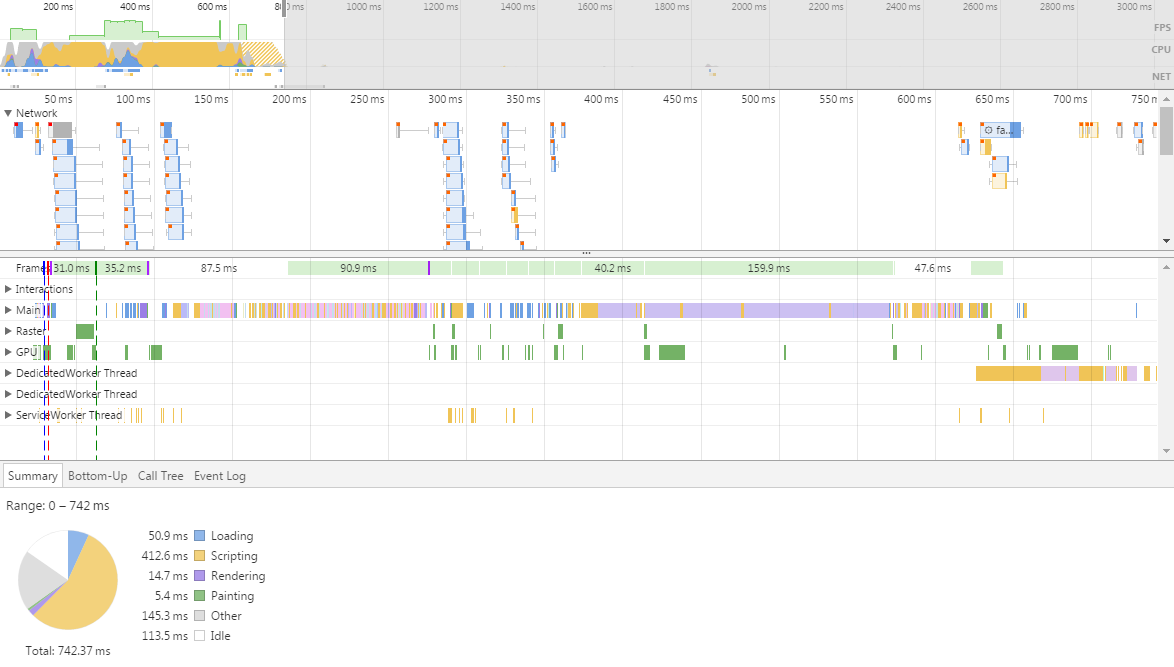 200 ms 400 ms 600 ms 80 1000 ms 1200 ms 1400 ms 1600 ms 1800 ms 2000 ms 2200 ms 2400 ms 2600 ms 2800 ms 3000 ms
FPS
CPU
NET
50 ms 100 ms 150 ms 200 ms 250 ms 300 ms 350 ms 400 ms 450 ms 500 ms 550 ms 600 ms 650 ms 700 ms 750 m
Network
fa...
Frames 31.0 ms 35.2 ms 87.5 ms 90.9 ms 40.2 ms 159.9 ms 47.6 ms
Interactions
Main
Raster
GPU
DedicatedWorker Thread
DedicatedWorker Thread
ServiceWorker Thread
Summary Bottom-Up Call Tree Event Log
Range: 0 – 742 ms
50.9 ms Loading
412.6 ms Scripting
14.7 ms Rendering
5.4 ms Painting
145.3 ms Other
113.5 ms Idle
Total: 742.37 ms